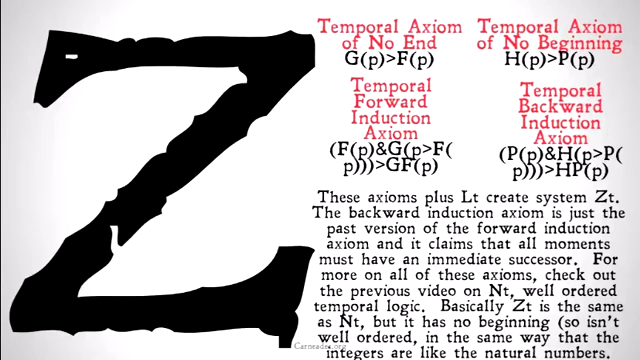 Z
Temporal Axiom
of No End
G(p)>F(p)
Temporal Axiom
of No Beginning
H(p)>P(p)
Temporal
Forward
Induction
Axiom
(F(p)&G(p>F(
p)))>GF(p)
Temporal
Backward
Induction
Axiom
(P(p)&H(p>P(
p)))>HP(p)
These axioms plus Lt create system Zt.
The backward induction axiom is just the
past version of the forward induction
axiom and it claims that all moments
must have an immediate successor. For
more on all of these axioms, check out
the previous video on Nt, well ordered
temporal logic. Basically Zt is the same
as Nt, but it has no beginning (so isn't
well ordered, in the same way that the
integers are like the natural numbers.
Carneades.org